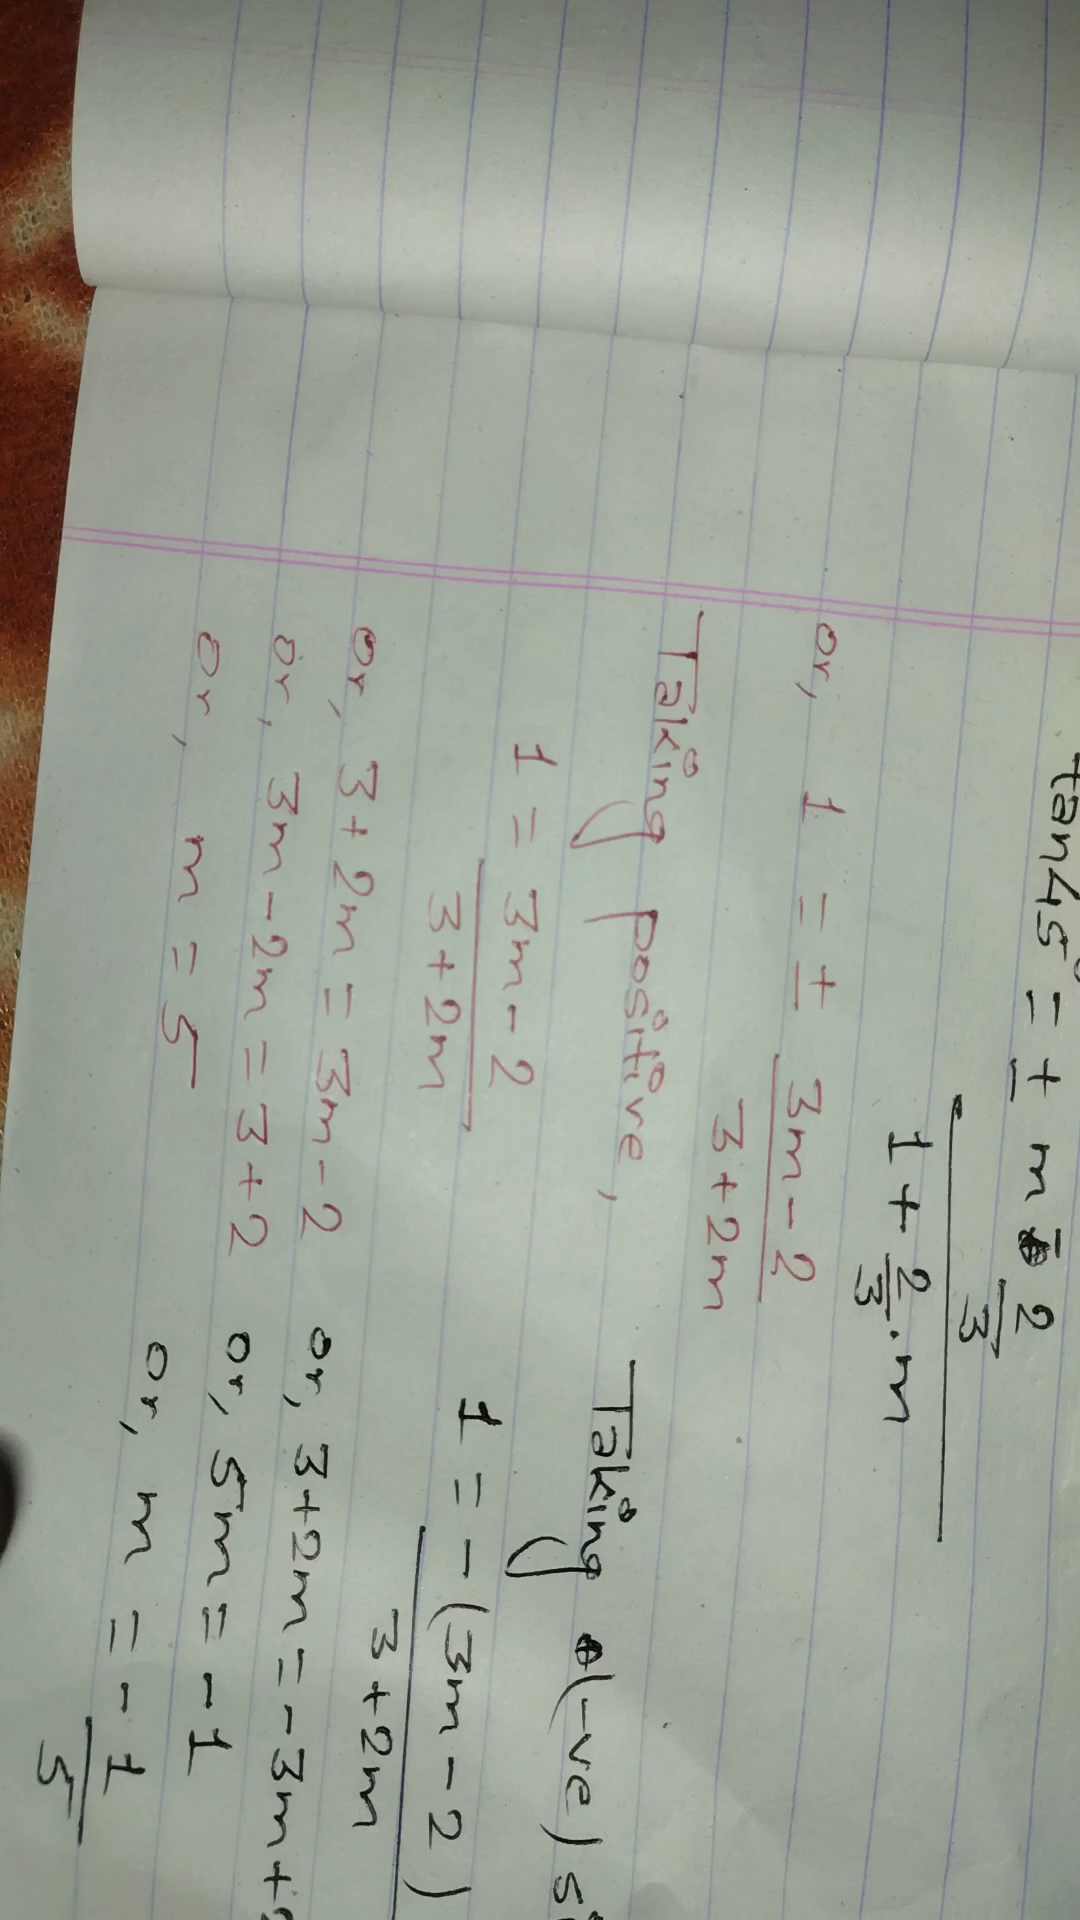 tan45° = ± m - 2/3
1 + 2/3 . m
or, 1 = ± 3m - 2
3 + 2m
Taking positive,
1 = 3m - 2
3 + 2m
or, 3 + 2m = 3m - 2
or, 3m - 2m = 3 + 2
or, m = 5
Taking (-ve)
1 = - (3m - 2)
3 + 2m
or, 3 + 2m = - 3m +
or, 5m = - 1
or, m = - 1
5